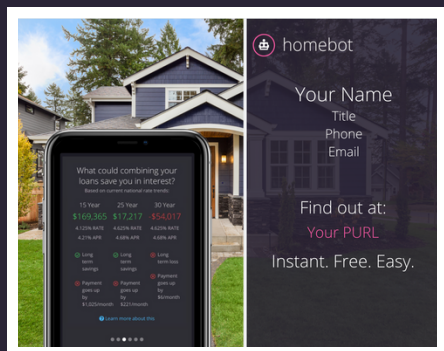 homebot
Your Name
Title
Phone
Email
Find out at:
Your PURL
Instant. Free. Easy.
What could combining your
loans save you in interest?
Based on current national rate trends:
15 Year 25 Year 30 Year
$169,365 $17,217 -$54,017
4.125% RATE 4.625% RATE 4.625% RATE
4.21% APR 4.68% APR 4.68% APR
Long Long Long
term term term loss
savings savings
Payment Payment Payment
goes up goes up goes up
by by by
$1,025/month $221/month $6/month
Learn more about this